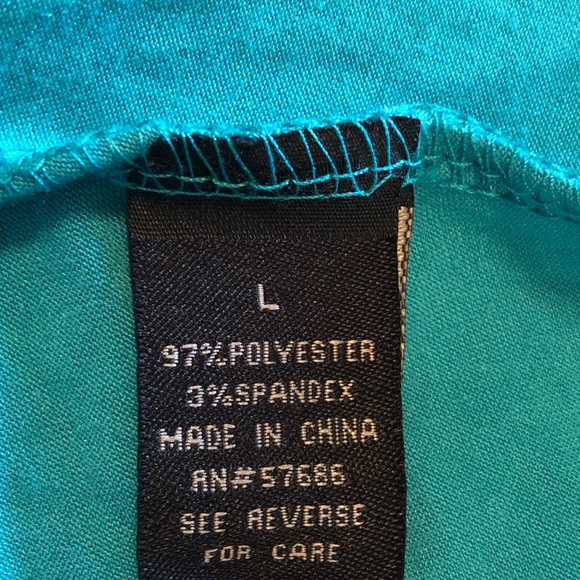 L
97%POLYESTER
3%SPANDEX
MADE IN CHINA
RN#57686
SEE REVERSE
FOR CARE